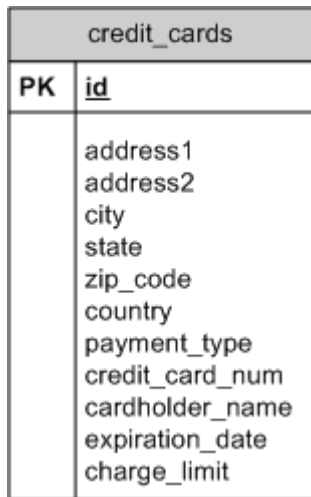 credit_cards
PK id
address1
address2
city
state
zip_code
country
payment_type
credit_card_num
cardholder_name
expiration_date
charge_limit